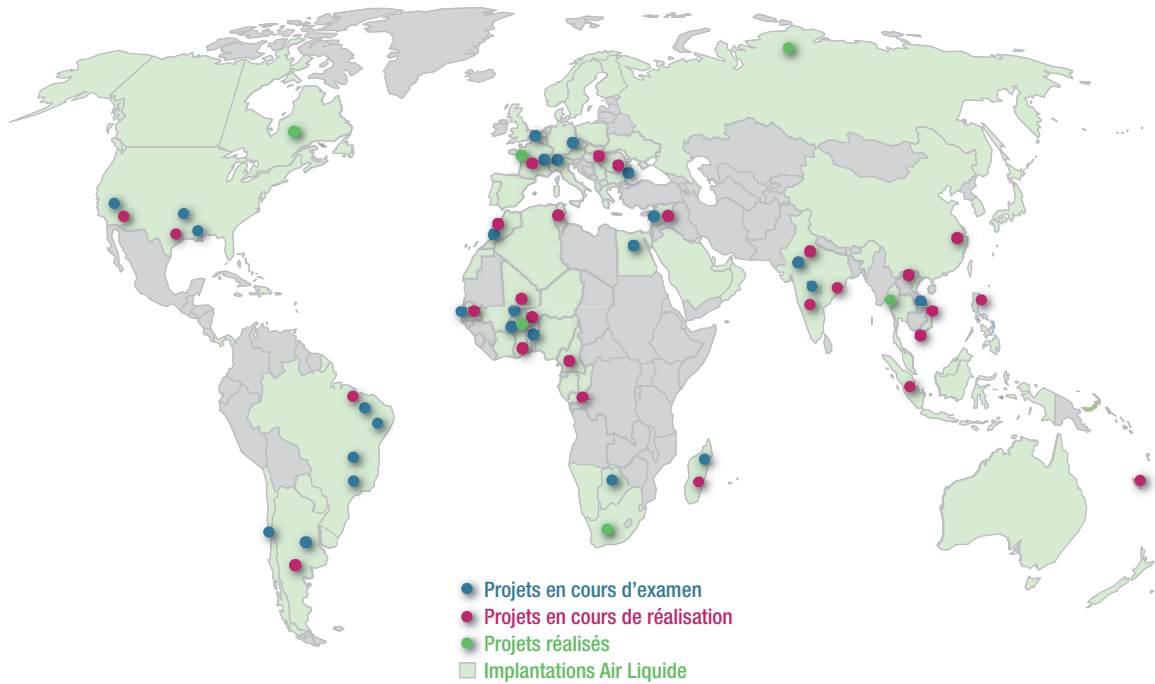 Projets en cours d’examen
Projets en cours de réalisation
Projets réalisés
Implantations Air Liquide